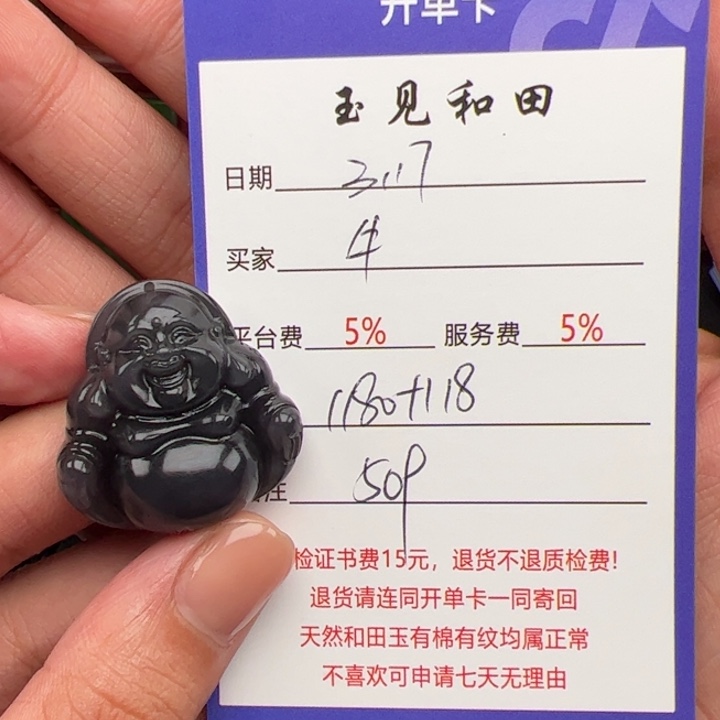 开单卡
玉见和田
日期 3.17
买家 牛
平台费 5% 服务费 5%
1180+118
注 50P
检证书费15元，退货不退质检费！
退货请连同开单卡一同寄回
天然和田玉有棉有纹均属正常
不喜欢可申请七天无理由